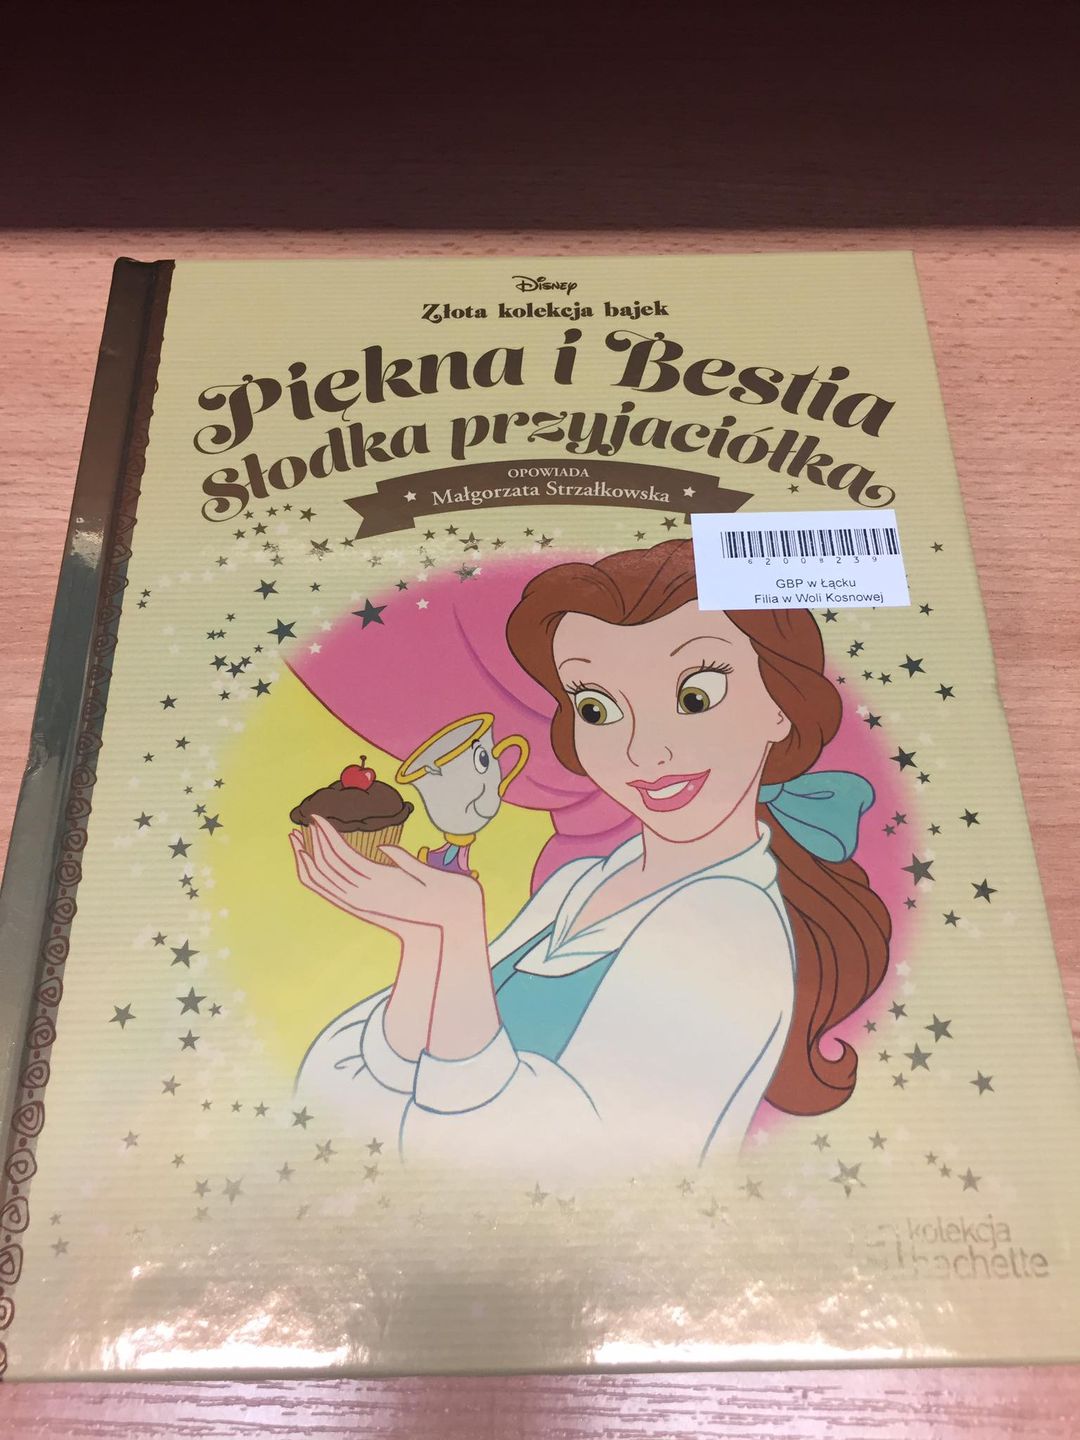 Disney
Złota kolekcja bajek
Piękna i Bestia
Słodka przyjaciółka
OPOWIADA
Małgorzata Strzałkowska
62008239
GBP w Łącku
Filia w Woli Kosnowej
kolekcja
hachette